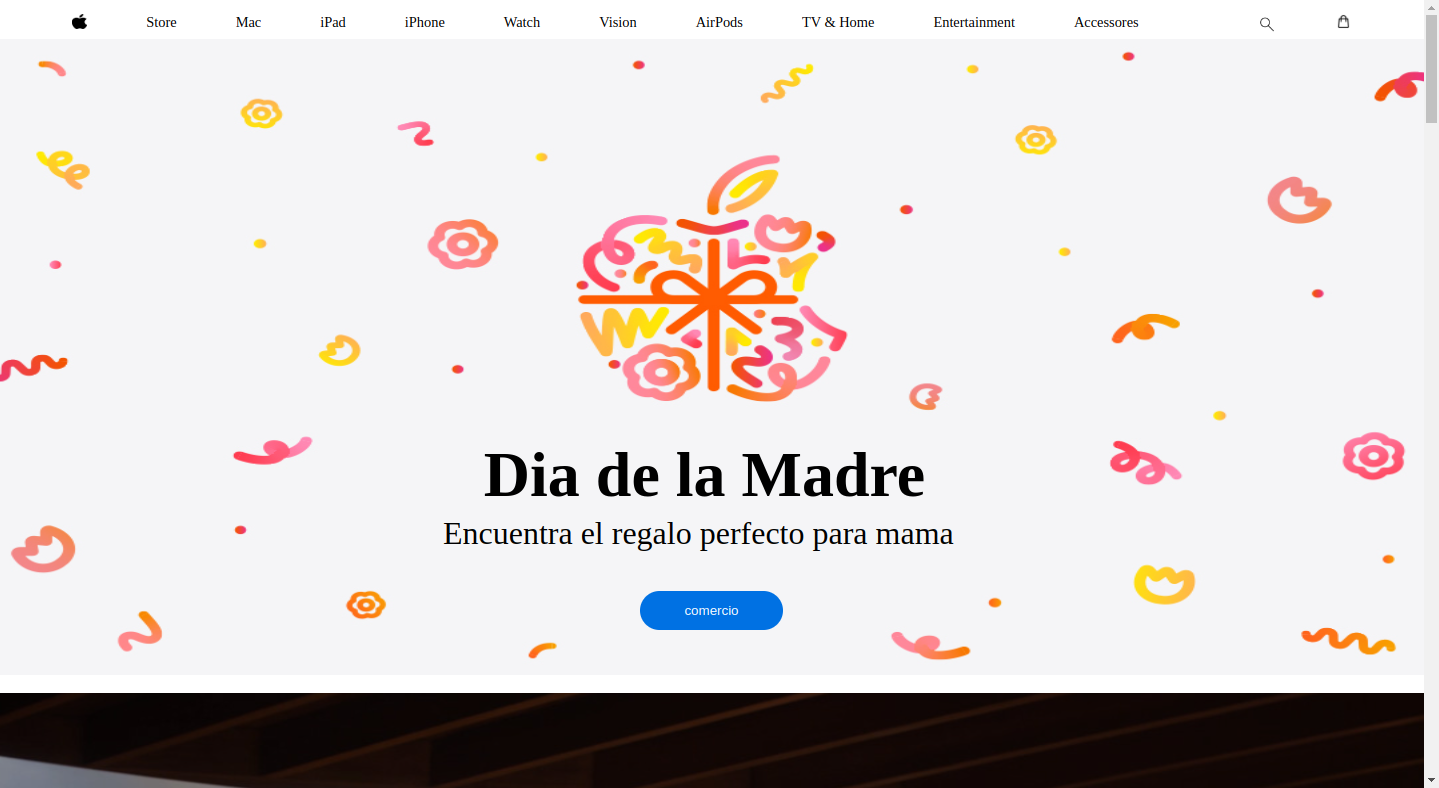 Store Mac iPad iPhone Watch Vision AirPods TV & Home Entertainment Accessores
Dia de la Madre
Encuentra el regalo perfecto para mama
comercio